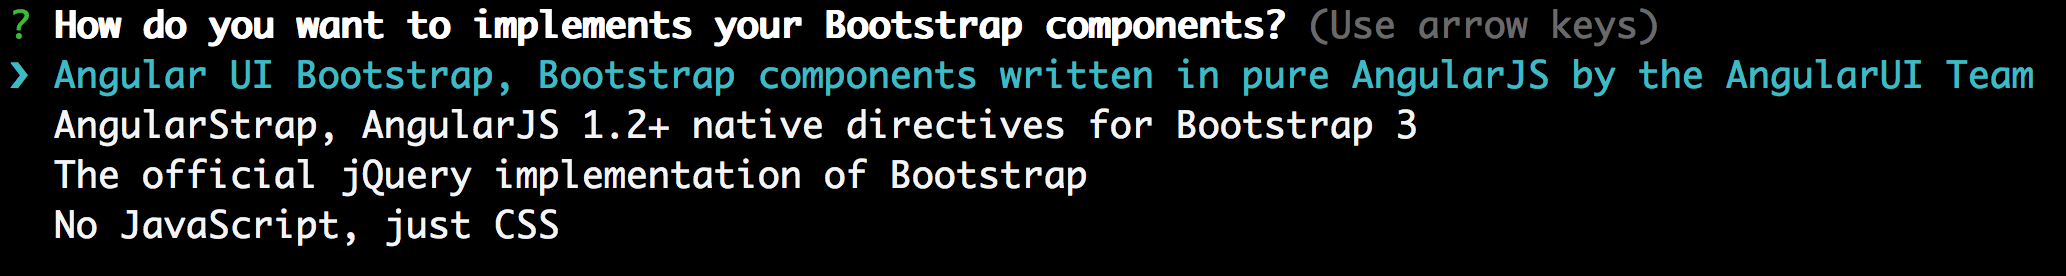 ? How do you want to implements your Bootstrap components? (Use arrow keys)
❯ Angular UI Bootstrap, Bootstrap components written in pure AngularJS by the AngularUI Team
AngularStrap, AngularJS 1.2+ native directives for Bootstrap 3
The official jQuery implementation of Bootstrap
No JavaScript, just CSS